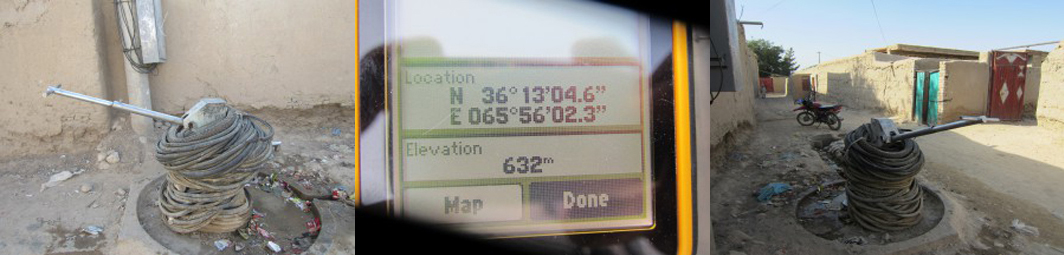 Location
N 36°13'04.6"
E 065°56'02.3"
Elevation
632m
Map
Done